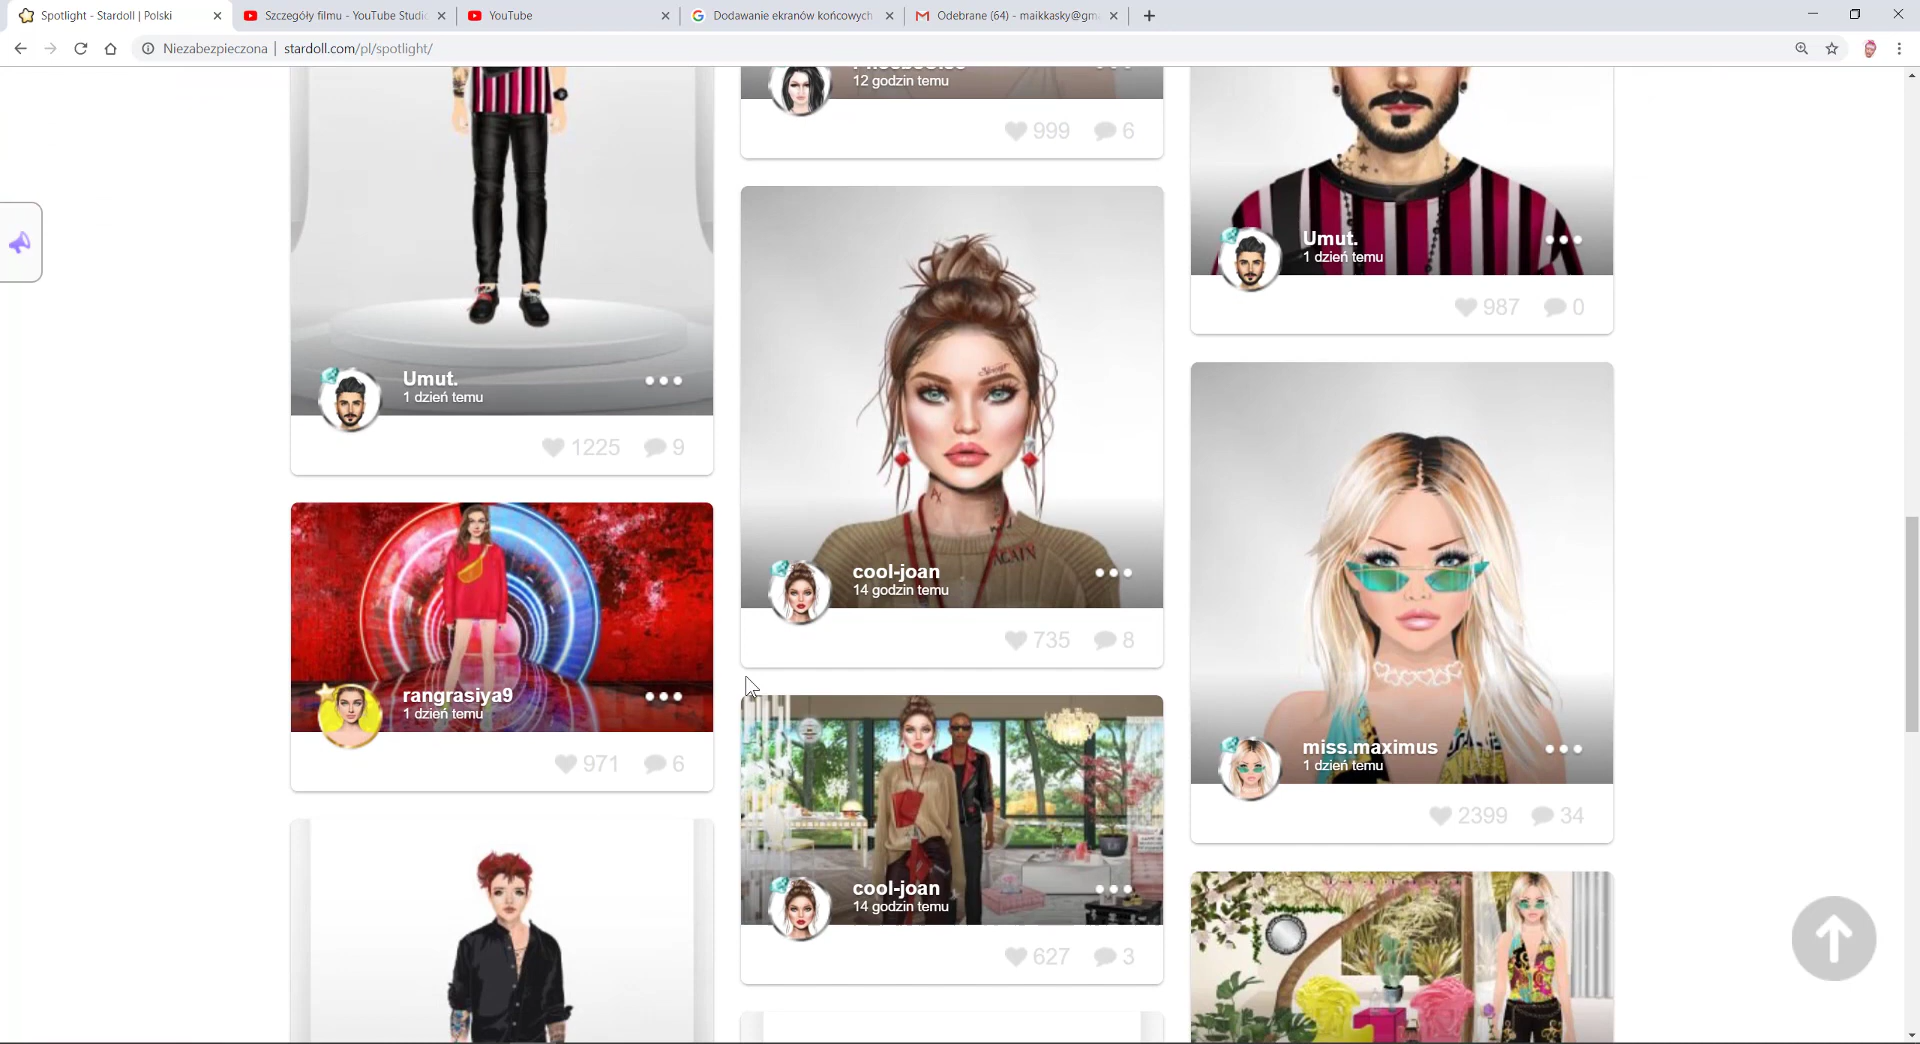 Spotlight - Stardoll | Polski
Szczegóły filmu - YouTube Studio
YouTube
Dodawanie ekranów końcowych
Odebrane (64) - maikkasky@gm
Niezabezpieczona | stardoll.com/pl/spotlight/
12 godzin temu
999 6
Umut.
1 dzień temu
987 0
Umut.
1 dzień temu
1225 9
AGAIN
cool-joan
14 godzin temu
735 8
rangrasiya9
1 dzień temu
971 6
miss.maximus
1 dzień temu
2399 34
cool-joan
14 godzin temu
627 3